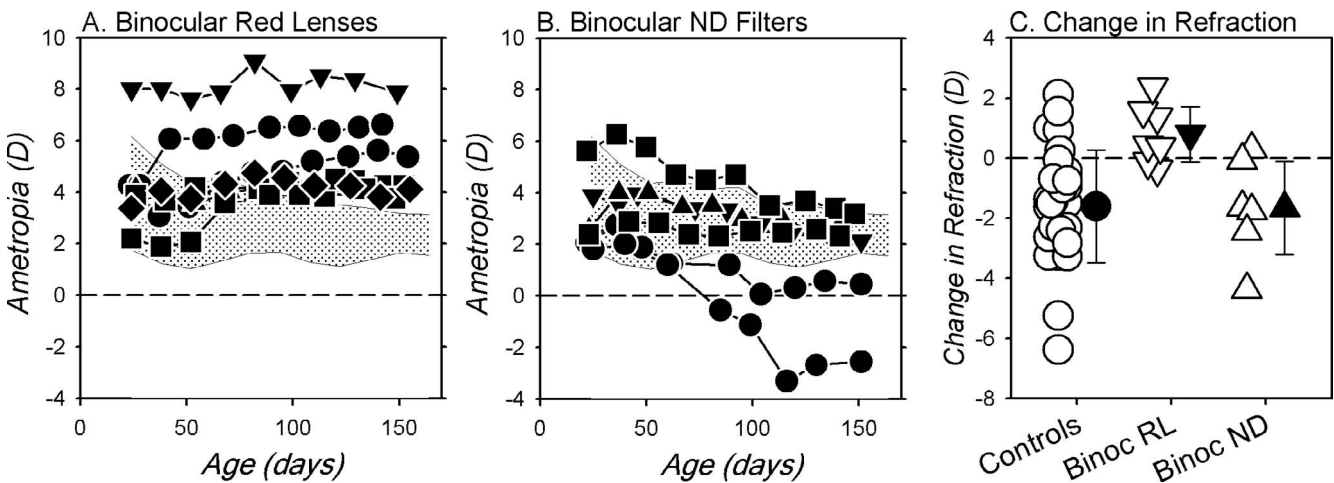 A. Binocular Red Lenses
10
8
6
4
2
0
-2
-4
Ametropia (D)
0
50
100
150
Age (days)
B. Binocular ND Filters
10
8
6
4
2
0
-2
-4
Ametropia (D)
0
50
100
150
Age (days)
C. Change in Refraction
4
2
0
-2
-4
-6
-8
Change in Refraction (D)
Controls
Binoc RL
Binoc ND